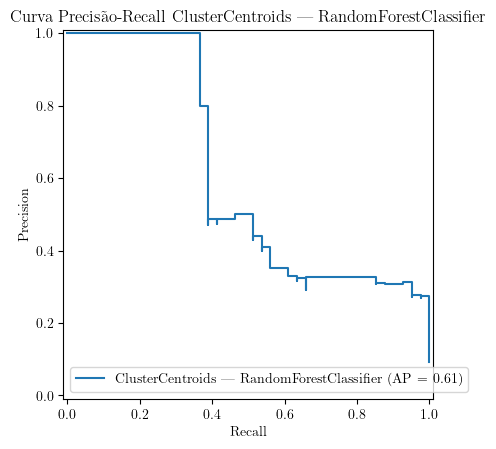 Curva Precisão-Recall ClusterCentroids — RandomForestClassifier
1.0
0.8
0.6
0.4
0.2
0.0
Precision
ClusterCentroids — RandomForestClassifier (AP = 0.61)
0.0 0.2 0.4 0.6 0.8 1.0
Recall